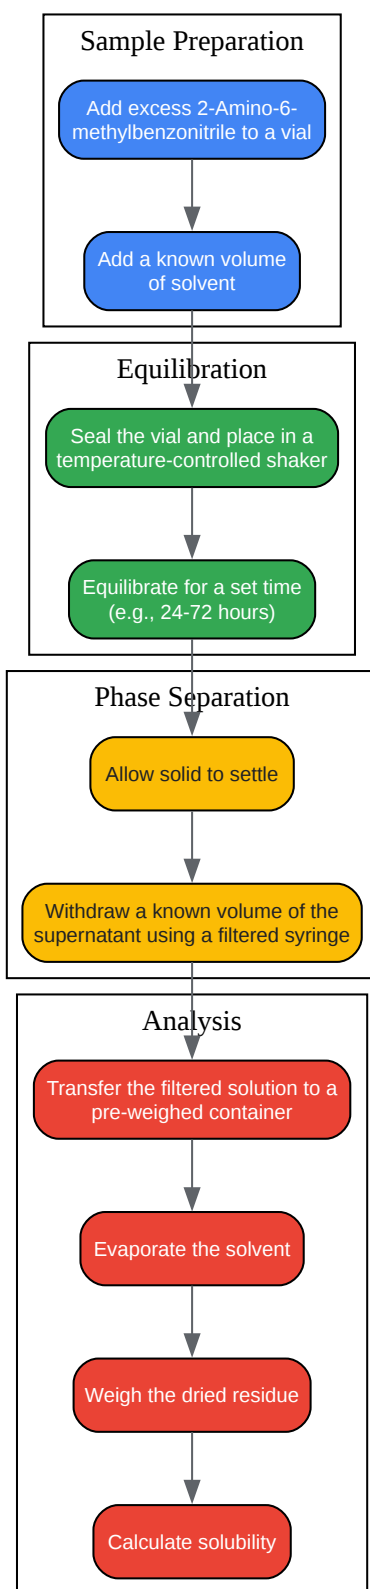 Sample Preparation
Add excess 2-Amino-6-
methylbenzonitrile to a vial
Add a known volume
of solvent
Equilibration
Seal the vial and place in a
temperature-controlled shaker
Equilibrate for a set time
(e.g., 24-72 hours)
Phase Separation
Allow solid to settle
Withdraw a known volume of the
supernatant using a filtered syringe
Analysis
Transfer the filtered solution to a
pre-weighed container
Evaporate the solvent
Weigh the dried residue
Calculate solubility